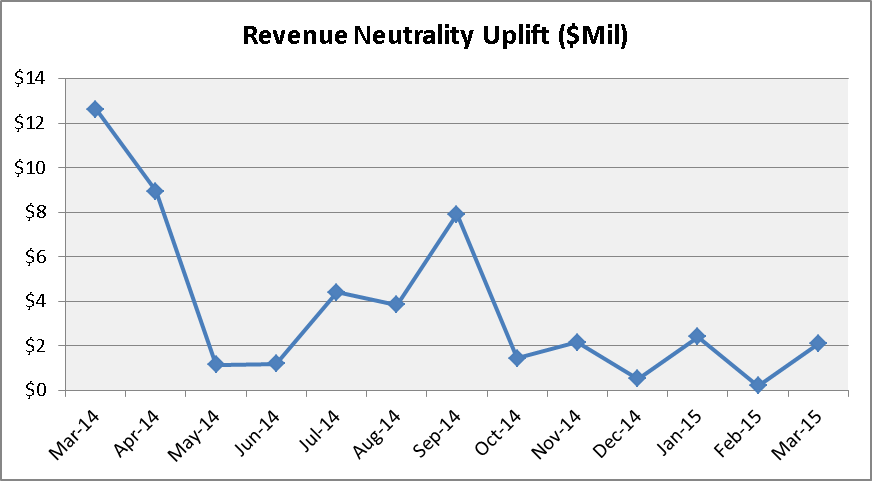 Revenue Neutrality Uplift ($Mil)
$14
$12
$10
$8
$6
$4
$2
$0
Mar-14
Apr-14
May-14
Jun-14
Jul-14
Aug-14
Sep-14
Oct-14
Nov-14
Dec-14
Jan-15
Feb-15
Mar-15